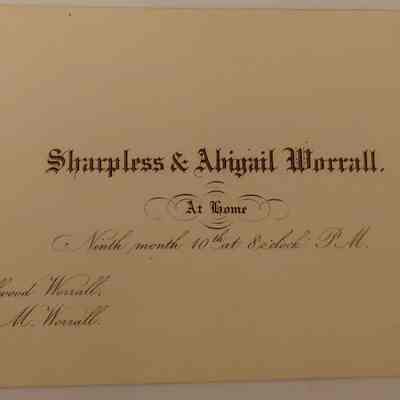 Sharpless & Abigail Worrall.
At Home
Ninth month 10th at 8 o'clock P.M.
Worrall,
M. Worrall.